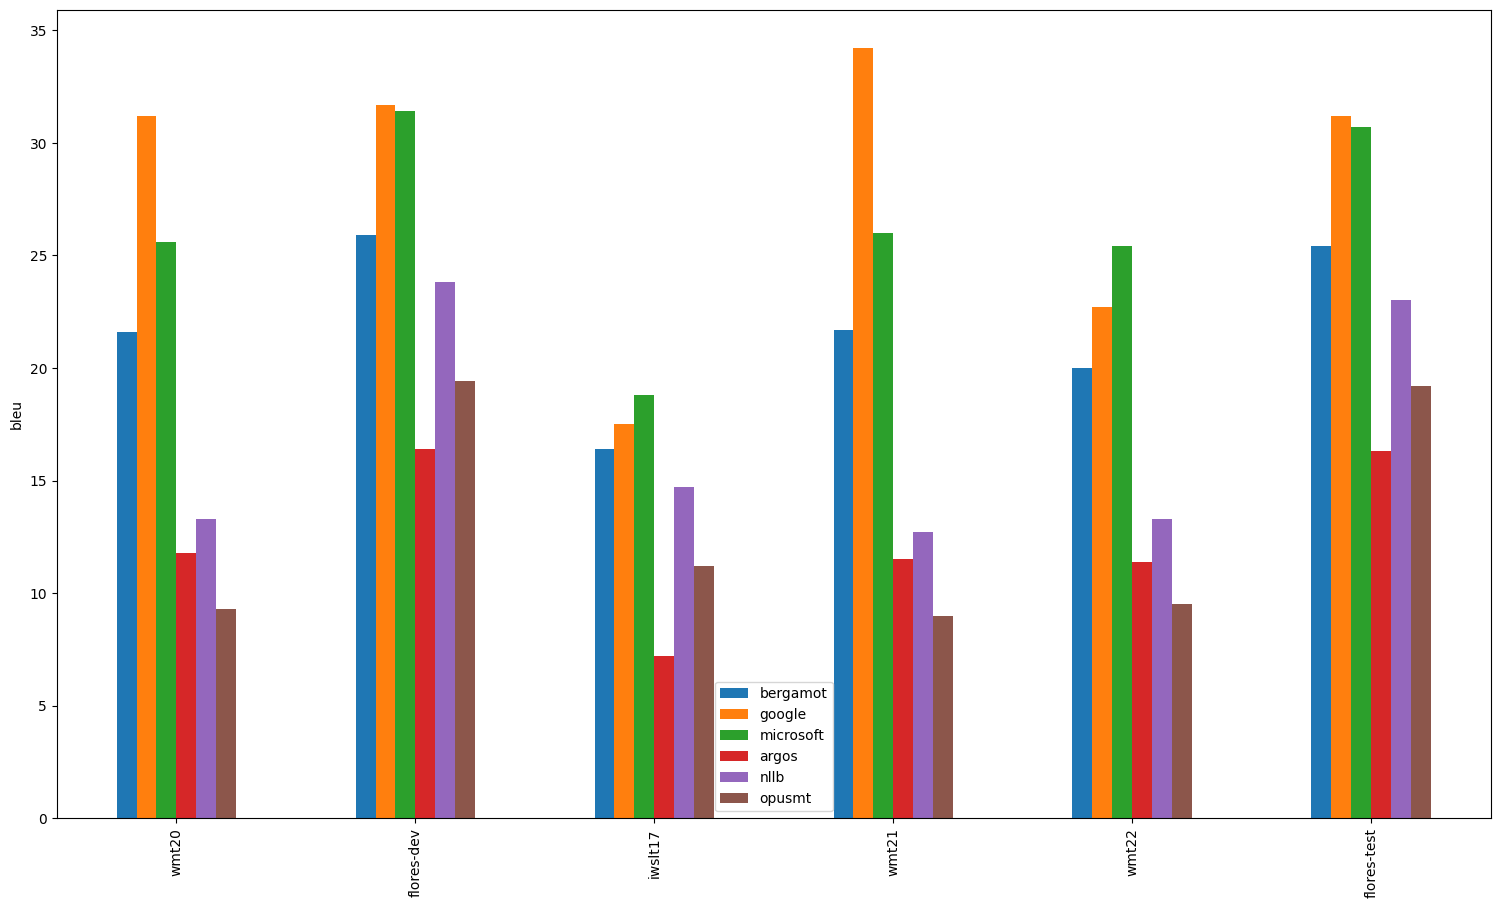 35
30
25
20
15
10
5
0
bleu
bergamot
google
microsoft
argos
nllb
opusmt
wmt20
flores-dev
iwslt17
wmt21
wmt22
flores-test